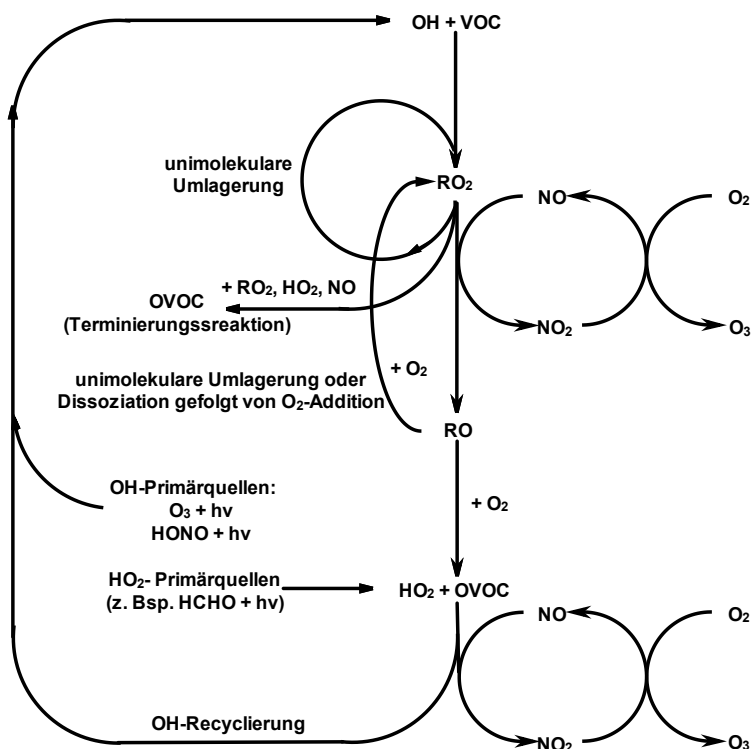 OH + VOC
unimolekulare
Umlagerung
RO₂
NO
O₂
+ RO₂, HO₂, NO
OVOC
(Terminierungssreaktion)
NO₂
O₃
+ O₂
unimolekulare Umlagerung oder
Dissoziation gefolgt von O₂-Addition
RO
OH-Primärquellen:
O₃ + hv
HONO + hv
+ O₂
HO₂- Primärquellen
(z. Bsp. HCHO + hv)
HO₂ + OVOC
NO
O₂
OH-Recyclierung
NO₂
O₃